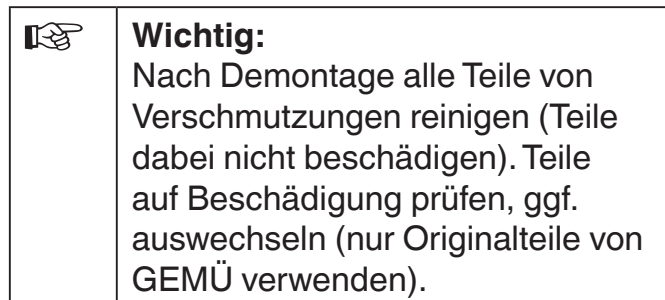 ☞ Wichtig:
Nach Demontage alle Teile von
Verschmutzungen reinigen (Teile
dabei nicht beschädigen). Teile
auf Beschädigung prüfen, ggf.
auswechseln (nur Originalteile von
GEMÜ verwenden).